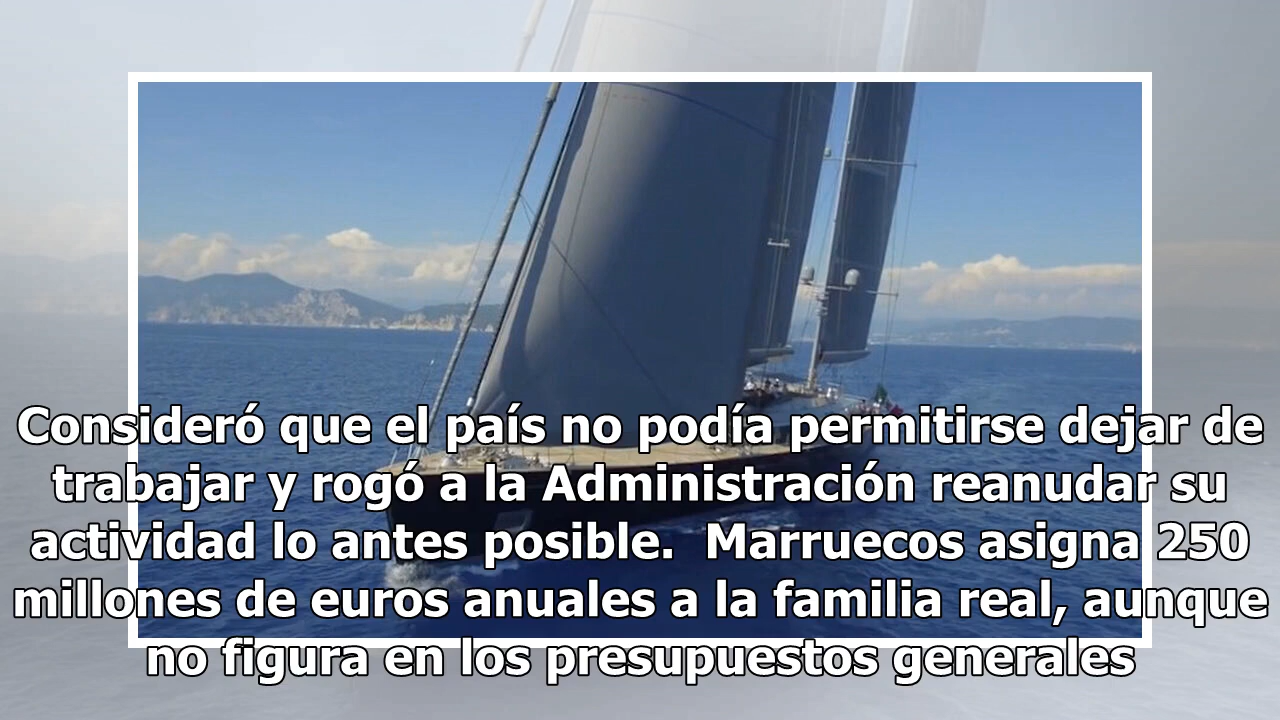 Consideró que el país no podía permitirse dejar de
trabajar y rogó a la Administración reanudar su
actividad lo antes posible.  Marruecos asigna 250
millones de euros anuales a la familia real, aunque
no figura en los presupuestos generales